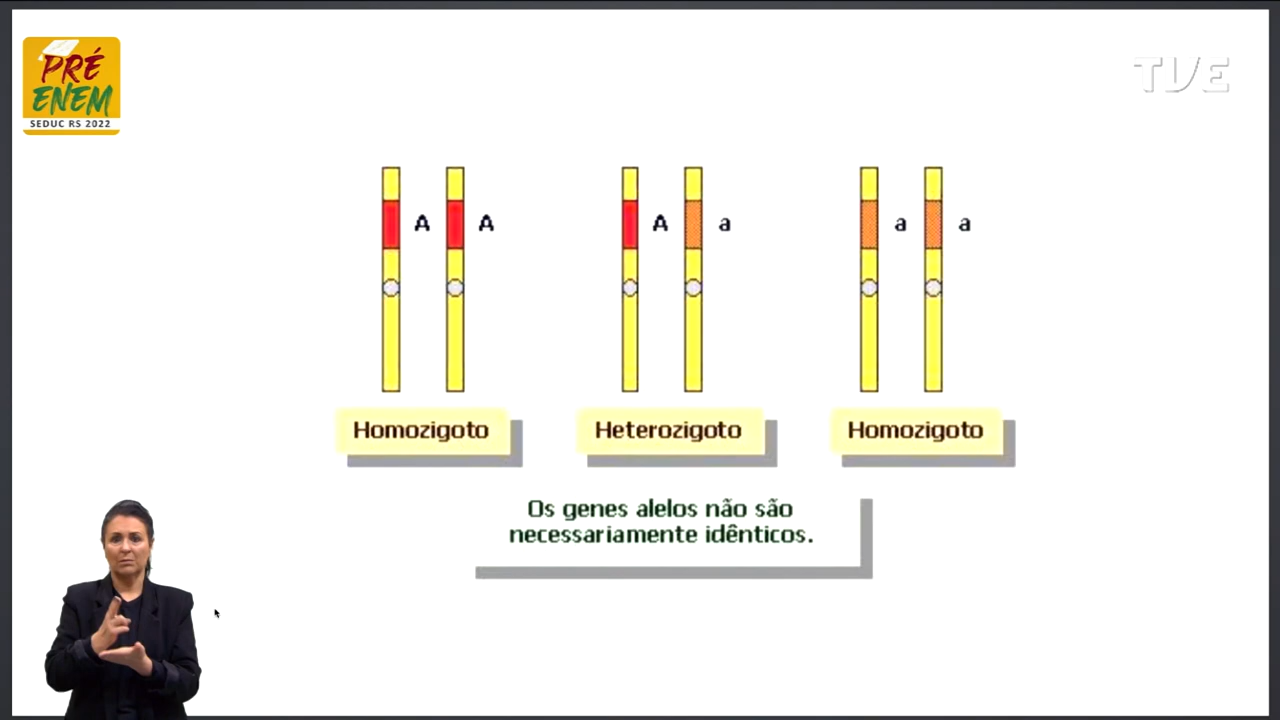 PRÉ
ENEM
SEDUC RS 2022
TVE
A A A a a a
Homozigoto Heterozigoto Homozigoto
Os genes alelos não são
necessariamente idênticos.